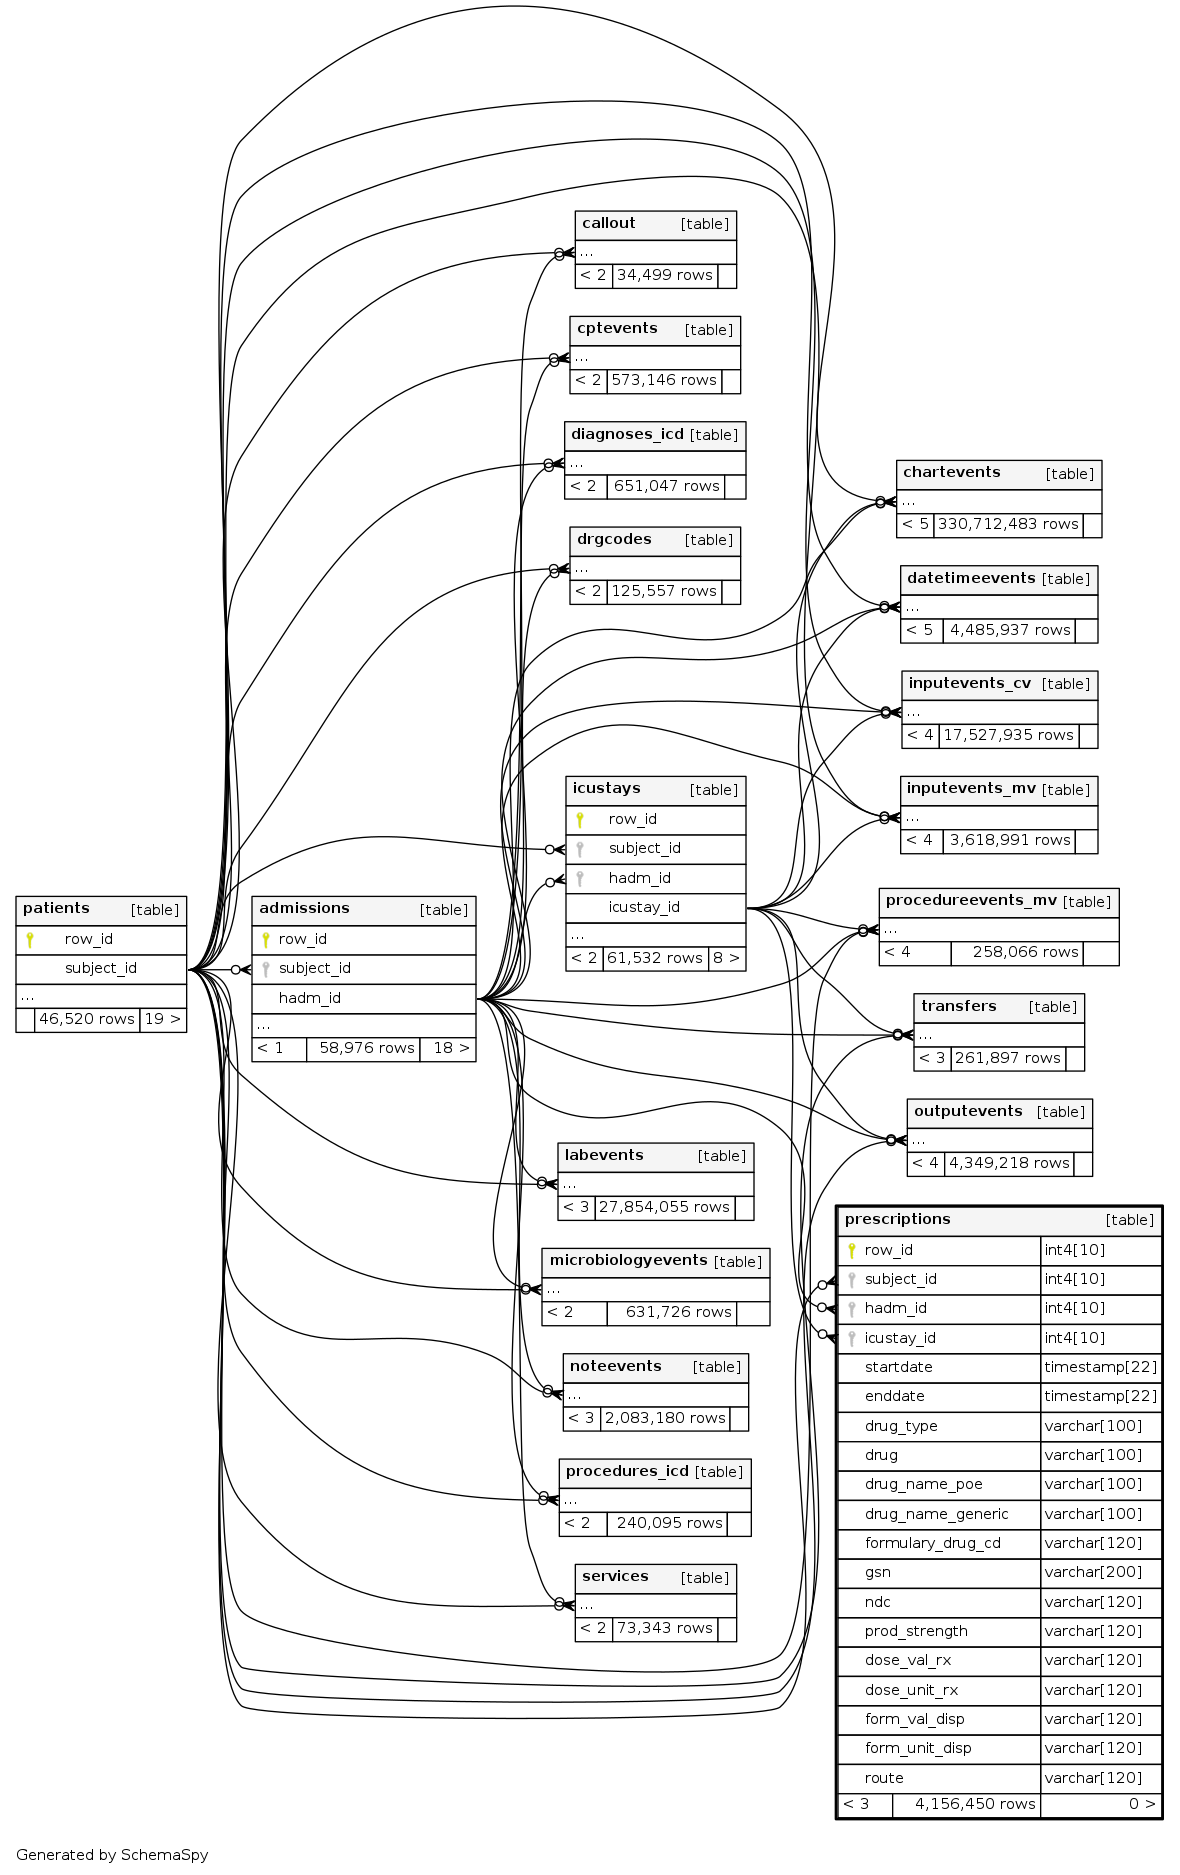 callout [table]
...
< 2 34,499 rows
cptevents [table]
...
< 2 573,146 rows
diagnoses_icd [table]
...
< 2 651,047 rows
drgcodes [table]
...
< 2 125,557 rows
chartevents [table]
...
< 5 330,712,483 rows
datetimeevents [table]
...
< 5 4,485,937 rows
inputevents_cv [table]
...
< 4 17,527,935 rows
inputevents_mv [table]
...
< 4 3,618,991 rows
icustays [table]
row_id
subject_id
hadm_id
icustay_id
...
< 2 61,532 rows 8 >
patients [table]
row_id
subject_id
...
46,520 rows 19 >
admissions [table]
row_id
subject_id
hadm_id
...
< 1 58,976 rows 18 >
procedureevents_mv [table]
...
< 4 258,066 rows
transfers [table]
...
< 3 261,897 rows
outputevents [table]
...
< 4 4,349,218 rows
labevents [table]
...
< 3 27,854,055 rows
microbiologyevents [table]
...
< 2 631,726 rows
noteevents [table]
...
< 3 2,083,180 rows
procedures_icd [table]
...
< 2 240,095 rows
services [table]
...
< 2 73,343 rows
prescriptions [table]
row_id int4[10]
subject_id int4[10]
hadm_id int4[10]
icustay_id int4[10]
startdate timestamp[22]
enddate timestamp[22]
drug_type varchar[100]
drug varchar[100]
drug_name_poe varchar[100]
drug_name_generic varchar[100]
formulary_drug_cd varchar[120]
gsn varchar[200]
ndc varchar[120]
prod_strength varchar[120]
dose_val_rx varchar[120]
dose_unit_rx varchar[120]
form_val_disp varchar[120]
form_unit_disp varchar[120]
route varchar[120]
< 3 4,156,450 rows 0 >
Generated by SchemaSpy